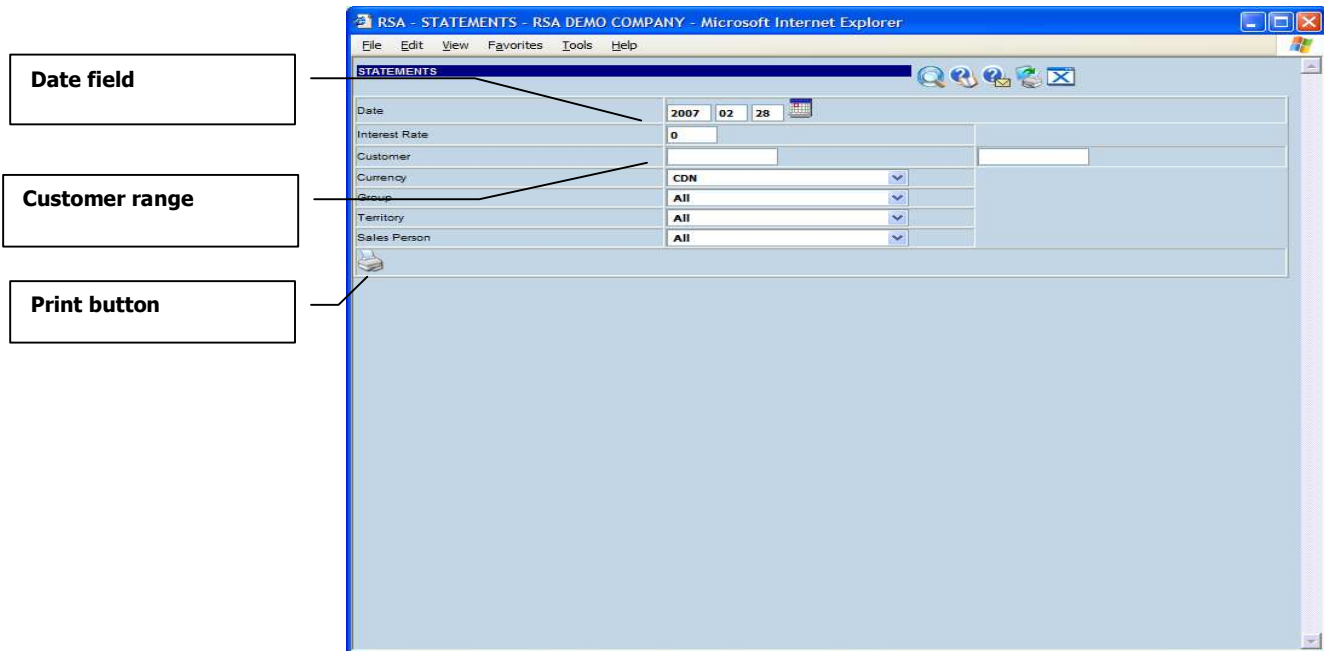 RSA - STATEMENTS - RSA DEMO COMPANY - Microsoft Internet Explorer
File Edit View Favorites Tools Help
Date field
STATEMENTS
Date 2007 02 28
Interest Rate 0
Customer
Currency CDN
Customer range
Group All
Territory All
Sales Person All
Print button